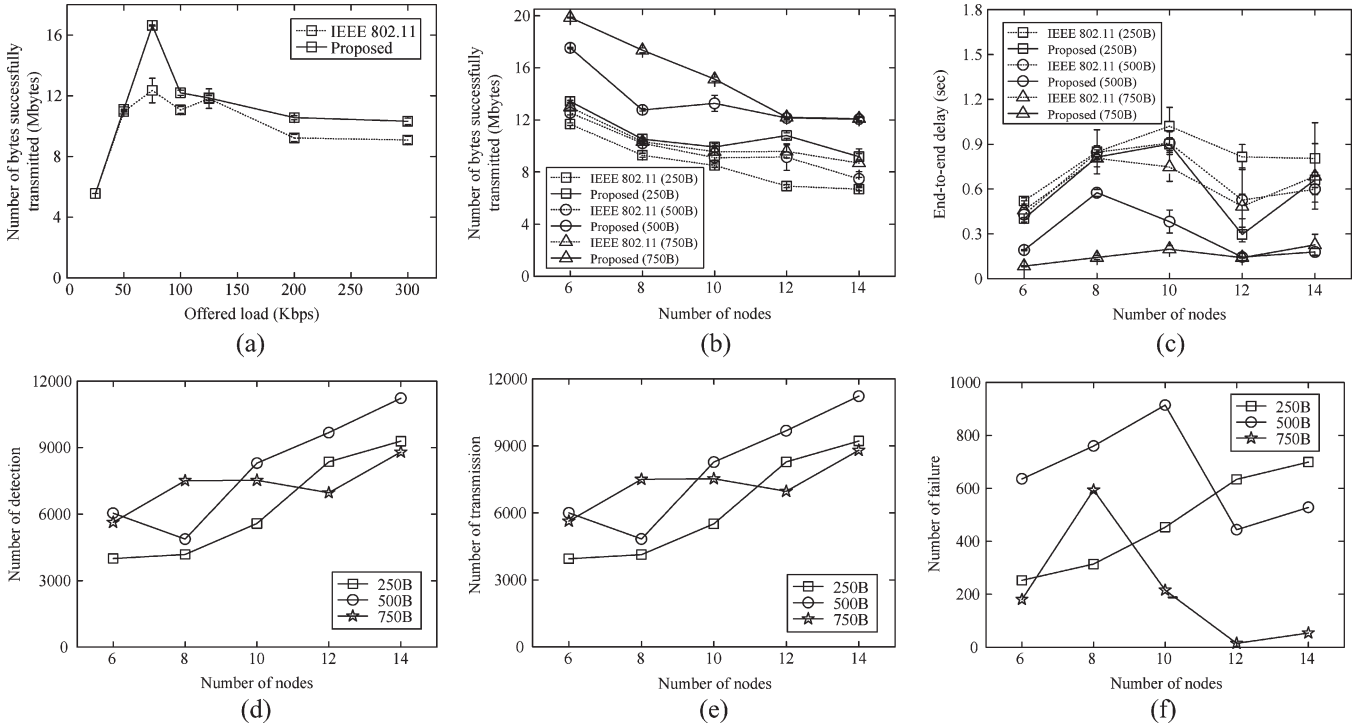 Number of bytes successfully
transmitted (Mbytes)
16
12
8
4
0
0
50
100
150
200
250
300
Offered load (Kbps)
IEEE 802.11
Proposed
(a)
Number of bytes successfully
transmitted (Mbytes)
20
16
12
8
4
0
6
8
10
12
14
Number of nodes
IEEE 802.11 (250B)
Proposed (250B)
IEEE 802.11 (500B)
Proposed (500B)
IEEE 802.11 (750B)
Proposed (750B)
(b)
End-to-end delay (sec)
1.8
1.5
1.2
0.9
0.6
0.3
0
6
8
10
12
14
Number of nodes
IEEE 802.11 (250B)
Proposed (250B)
IEEE 802.11 (500B)
Proposed (500B)
IEEE 802.11 (750B)
Proposed (750B)
(c)
Number of detection
12000
9000
6000
3000
0
6
8
10
12
14
Number of nodes
250B
500B
750B
(d)
Number of transmission
12000
9000
6000
3000
0
6
8
10
12
14
Number of nodes
250B
500B
750B
(e)
Number of failure
1000
800
600
400
200
0
6
8
10
12
14
Number of nodes
250B
500B
750B
(f)